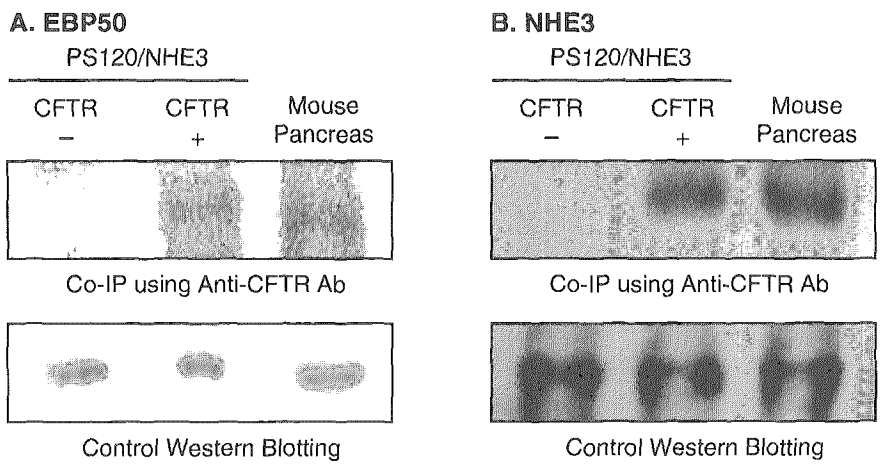 A. EBP50
PS120/NHE3
CFTR
–
CFTR
+
Mouse
Pancreas
Co-IP using Anti-CFTR Ab
Control Western Blotting
B. NHE3
PS120/NHE3
CFTR
–
CFTR
+
Mouse
Pancreas
Co-IP using Anti-CFTR Ab
Control Western Blotting